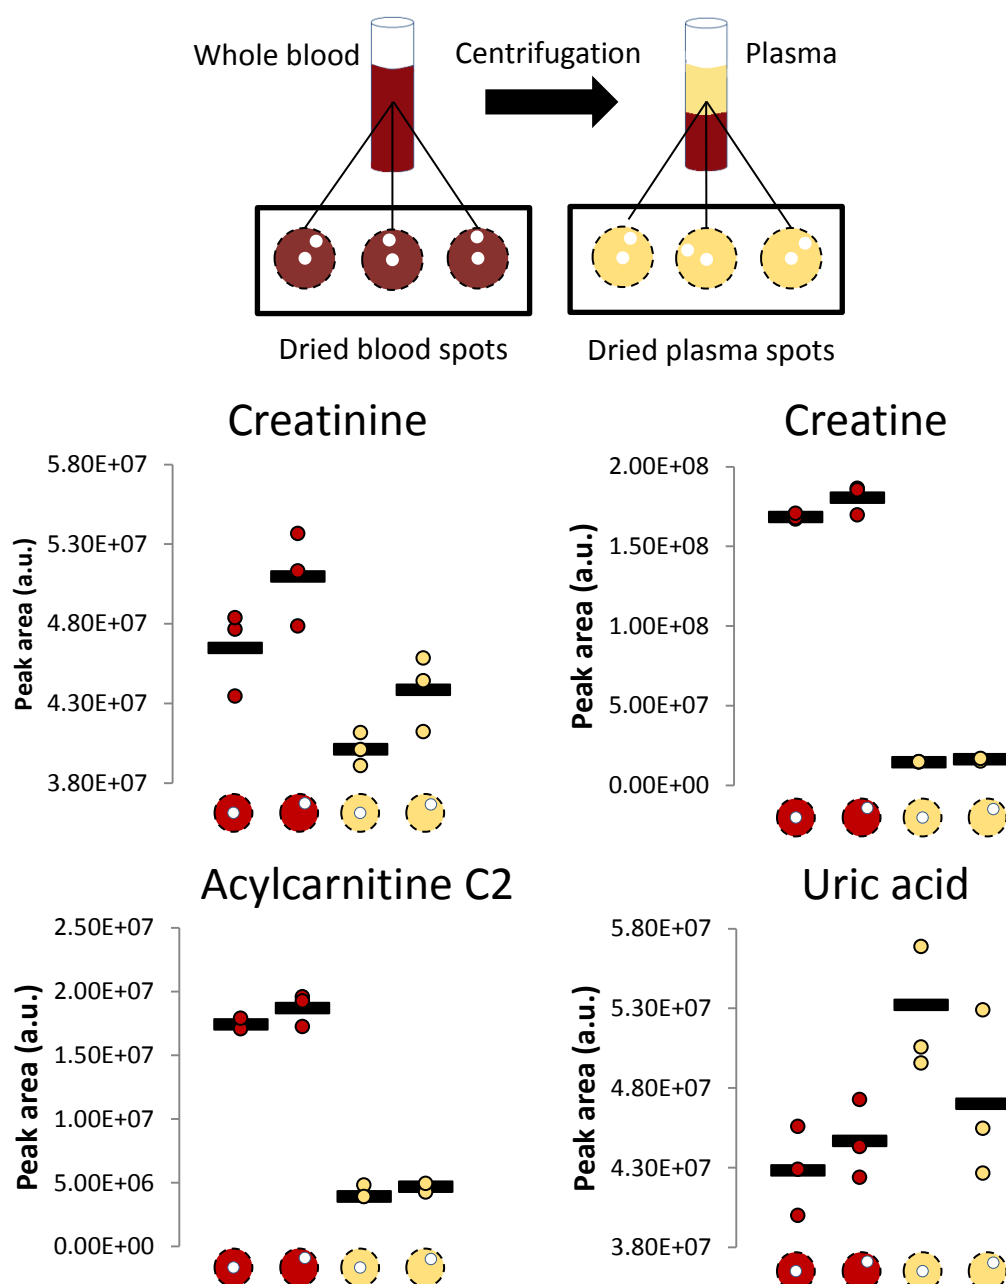 Whole blood
Centrifugation
Plasma
Dried blood spots
Dried plasma spots
Creatinine
Peak area (a.u.)
5.80E+07
5.30E+07
4.80E+07
4.30E+07
3.80E+07
Creatine
Peak area (a.u.)
2.00E+08
1.50E+08
1.00E+08
5.00E+07
0.00E+00
Acylcarnitine C2
Peak area (a.u.)
2.50E+07
2.00E+07
1.50E+07
1.00E+07
5.00E+06
0.00E+00
Uric acid
Peak area (a.u.)
5.80E+07
5.30E+07
4.80E+07
4.30E+07
3.80E+07